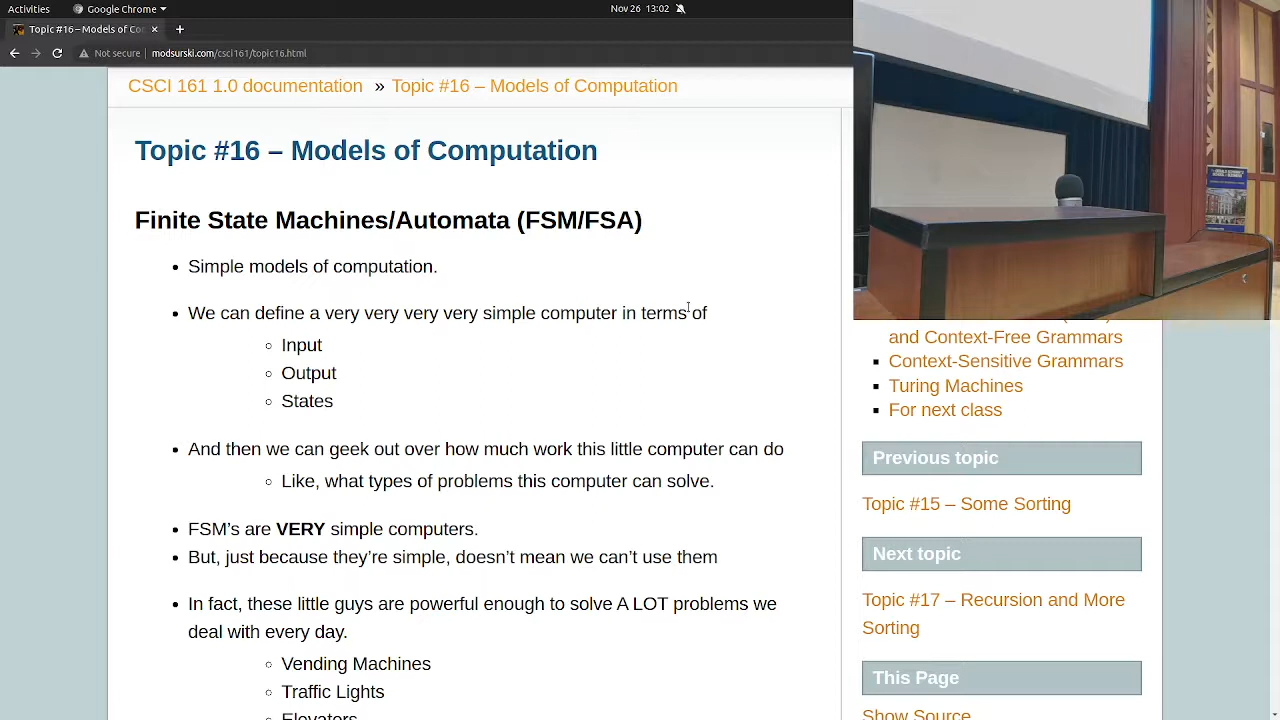 Activities
Google Chrome
Nov 26 13:02
Topic #16 – Models of Co
Not secure
modsurski.com/csci161/topic16.html
CSCI 161 1.0 documentation » Topic #16 – Models of Computation
Topic #16 – Models of Computation
Finite State Machines/Automata (FSM/FSA)
Simple models of computation.
We can define a very very very very simple computer in terms of
Input
Output
States
And then we can geek out over how much work this little computer can do
Like, what types of problems this computer can solve.
FSM’s are VERY simple computers.
But, just because they’re simple, doesn’t mean we can’t use them
In fact, these little guys are powerful enough to solve A LOT problems we
deal with every day.
Vending Machines
Traffic Lights
Elevators
and Context-Free Grammars
Context-Sensitive Grammars
Turing Machines
For next class
Previous topic
Topic #15 – Some Sorting
Next topic
Topic #17 – Recursion and More
Sorting
This Page
Show Source